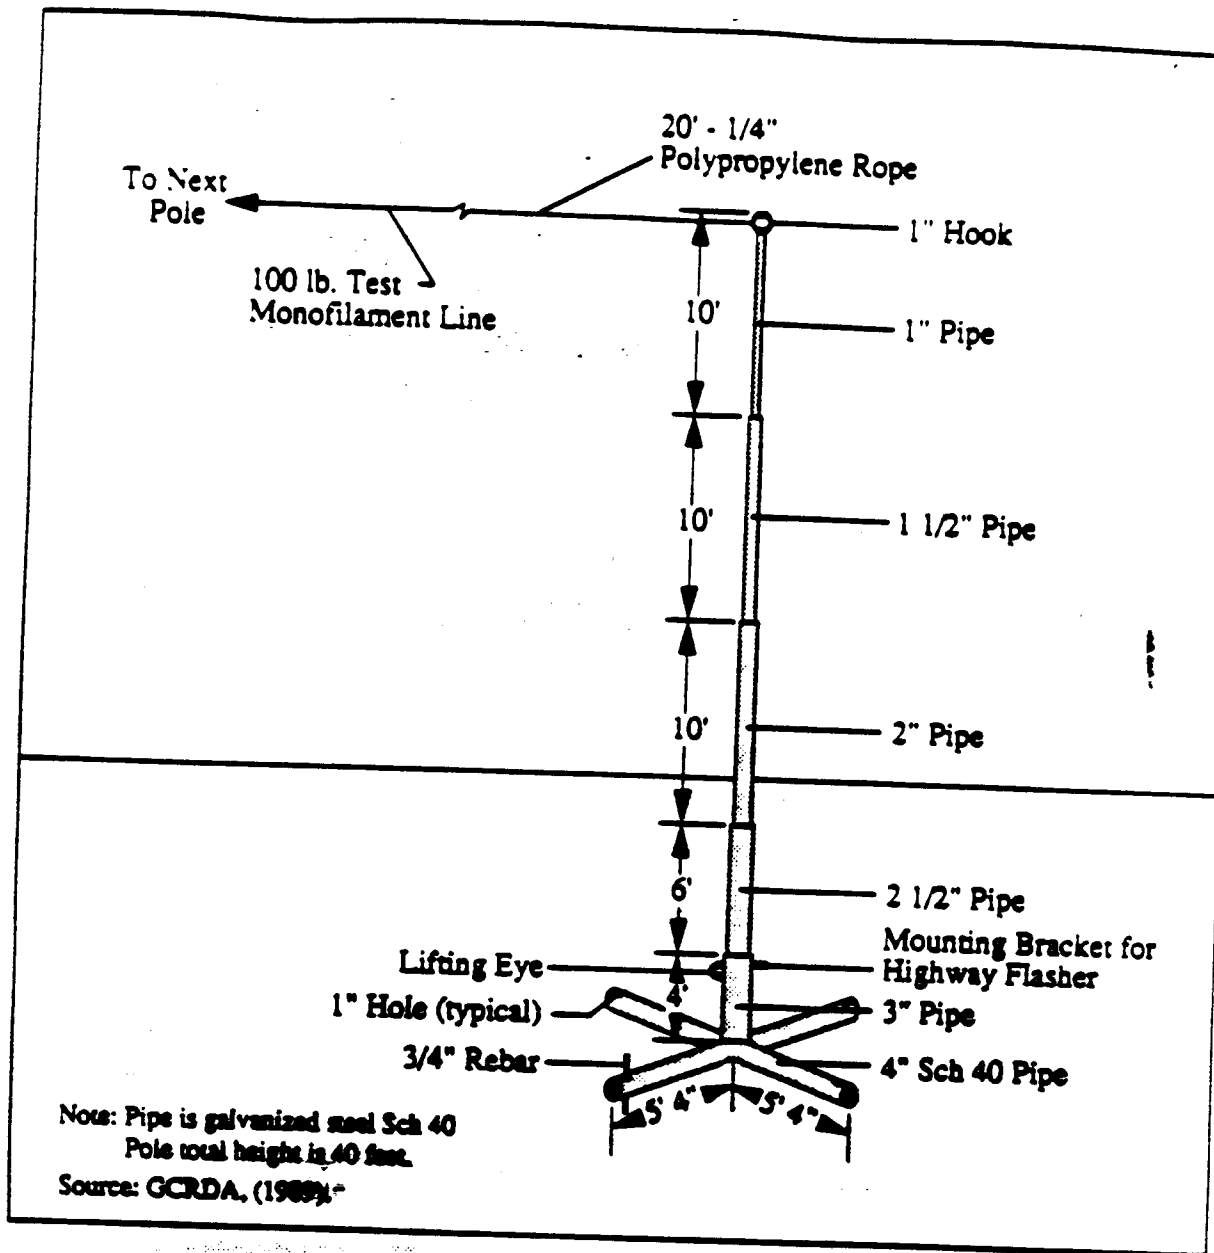 20' - 1/4"
Polypropylene Rope
To Next
Pole
1" Hook
100 lb. Test
Monofilament Line
10'
1" Pipe
10'
1 1/2" Pipe
10'
2" Pipe
6'
2 1/2" Pipe
Lifting Eye
Mounting Bracket for
Highway Flasher
4'
1" Hole (typical)
3" Pipe
3/4" Rebar
4" Sch 40 Pipe
5' 4" 5' 4"
Note: Pipe is galvanized steel Sch 40
Pole total height is 40 feet.
Source: GCRDA, (1989).